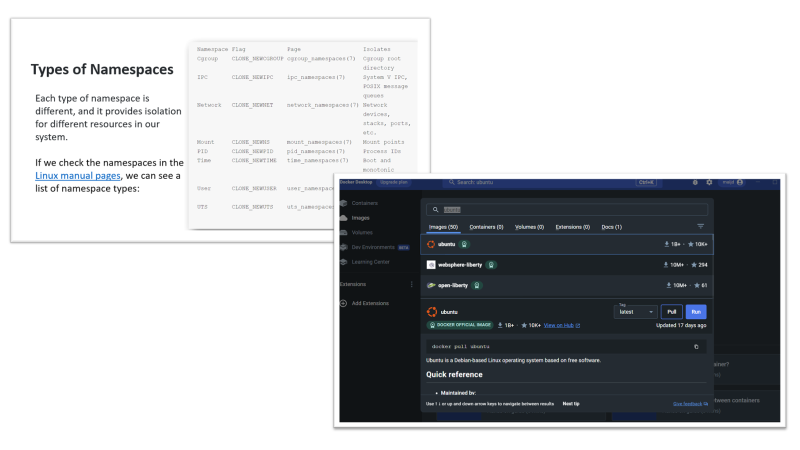 Types of Namespaces
Each type of namespace is
different, and it provides isolation
for different resources in our
system.
If we check the namespaces in the
Linux manual pages, we can see a
list of namespace types:
Namespace Flag Page Isolates
Cgroup CLONE_NEWCGROUP cgroup_namespaces(7) Cgroup root
directory
IPC CLONE_NEWIPC ipc_namespaces(7) System V IPC,
POSIX message
queues
Network CLONE_NEWNET network_namespaces(7) Network
devices,
stacks, ports,
etc.
Mount CLONE_NEWNS mount_namespaces(7) Mount points
PID CLONE_NEWPID pid_namespaces(7) Process IDs
Time CLONE_NEWTIME time_namespaces(7) Boot and
monotonic
User CLONE_NEWUSER user_namespace
UTS CLONE_NEWUTS uts_namespaces
Docker Desktop Upgrade plan
Search: ubuntu Ctrl+K
Containers
Images
Volumes
Dev Environments BETA
Learning Center
Extensions
Add Extensions
ubuntu
Images (50) Containers (0) Volumes (0) Extensions (0) Docs (1)
ubuntu 1B+ · 10K+
websphere-liberty 10M+ · 294
open-liberty 10M+ · 61
ubuntu
Tag
latest
Pull Run
DOCKER OFFICIAL IMAGE 1B+ · 10K+ View on Hub Updated 17 days ago
docker pull ubuntu
Ubuntu is a Debian-based Linux operating system based on free software.
Quick reference
• Maintained by:
Use ↑↓ or up and down arrow keys to navigate between results Next tip Give feedback
ainer?
tween containers